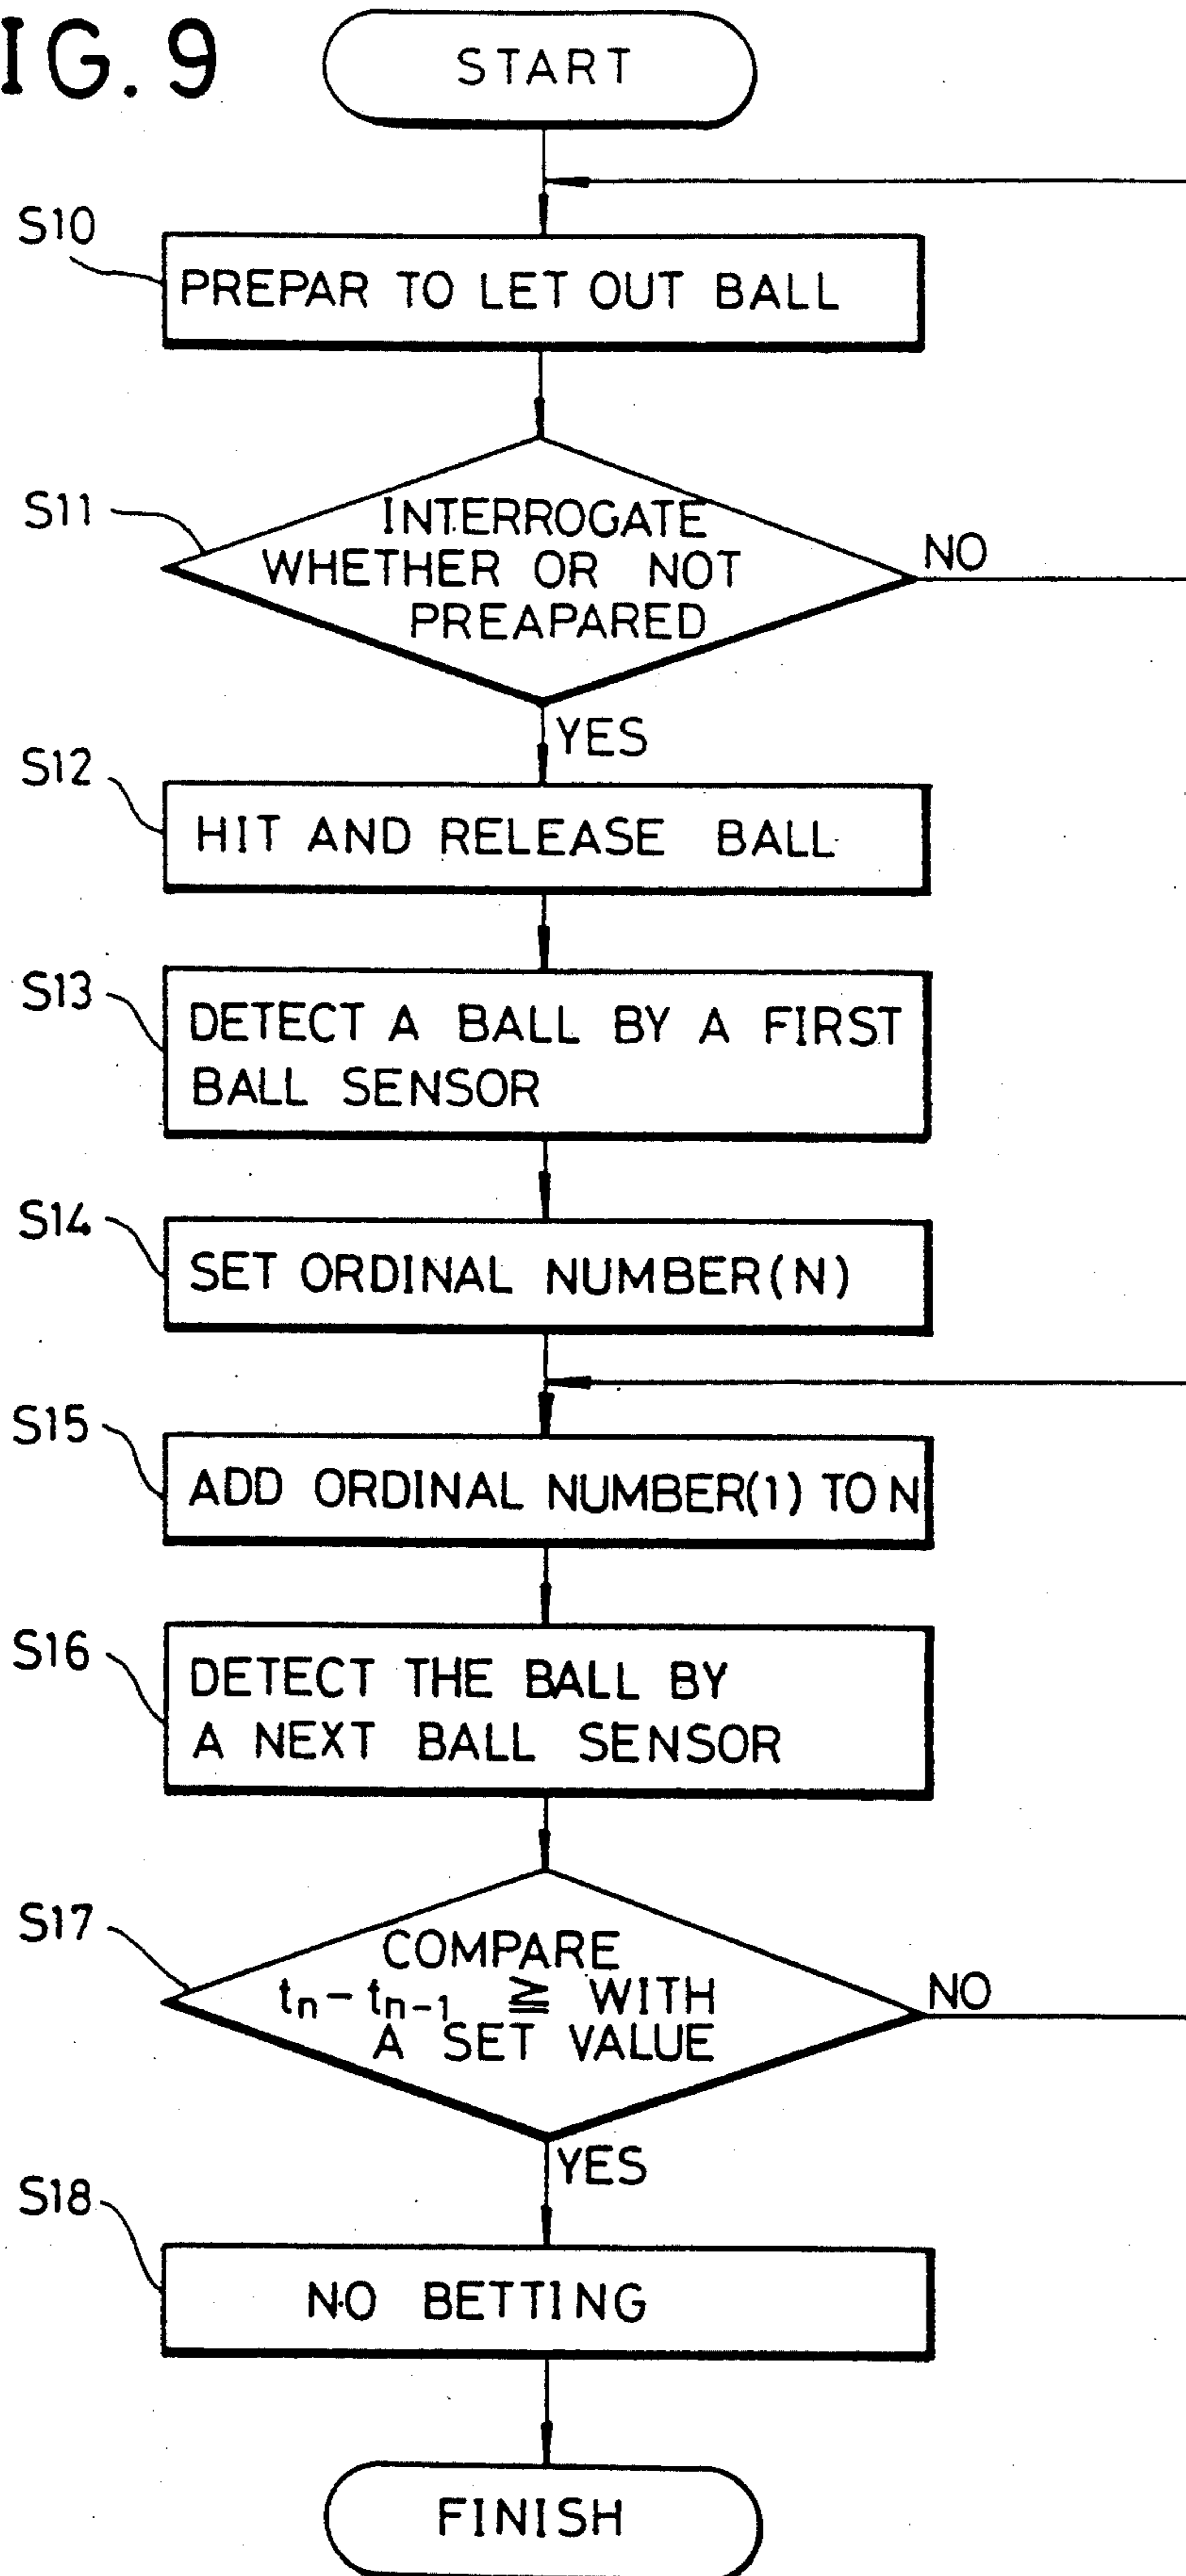 IG. 9
START
S10
PREPAR TO LET OUT BALL
S11
INTERROGATE
WHETHER OR NOT
PREAPARED
NO
YES
S12
HIT AND RELEASE BALL
S13
DETECT A BALL BY A FIRST
BALL SENSOR
S14
SET ORDINAL NUMBER(N)
S15
ADD ORDINAL NUMBER(1) TO N
S16
DETECT THE BALL BY
A NEXT BALL SENSOR
S17
COMPARE
tn-tn-1 ≧ WITH
A SET VALUE
NO
YES
S18
NO BETTING
FINISH